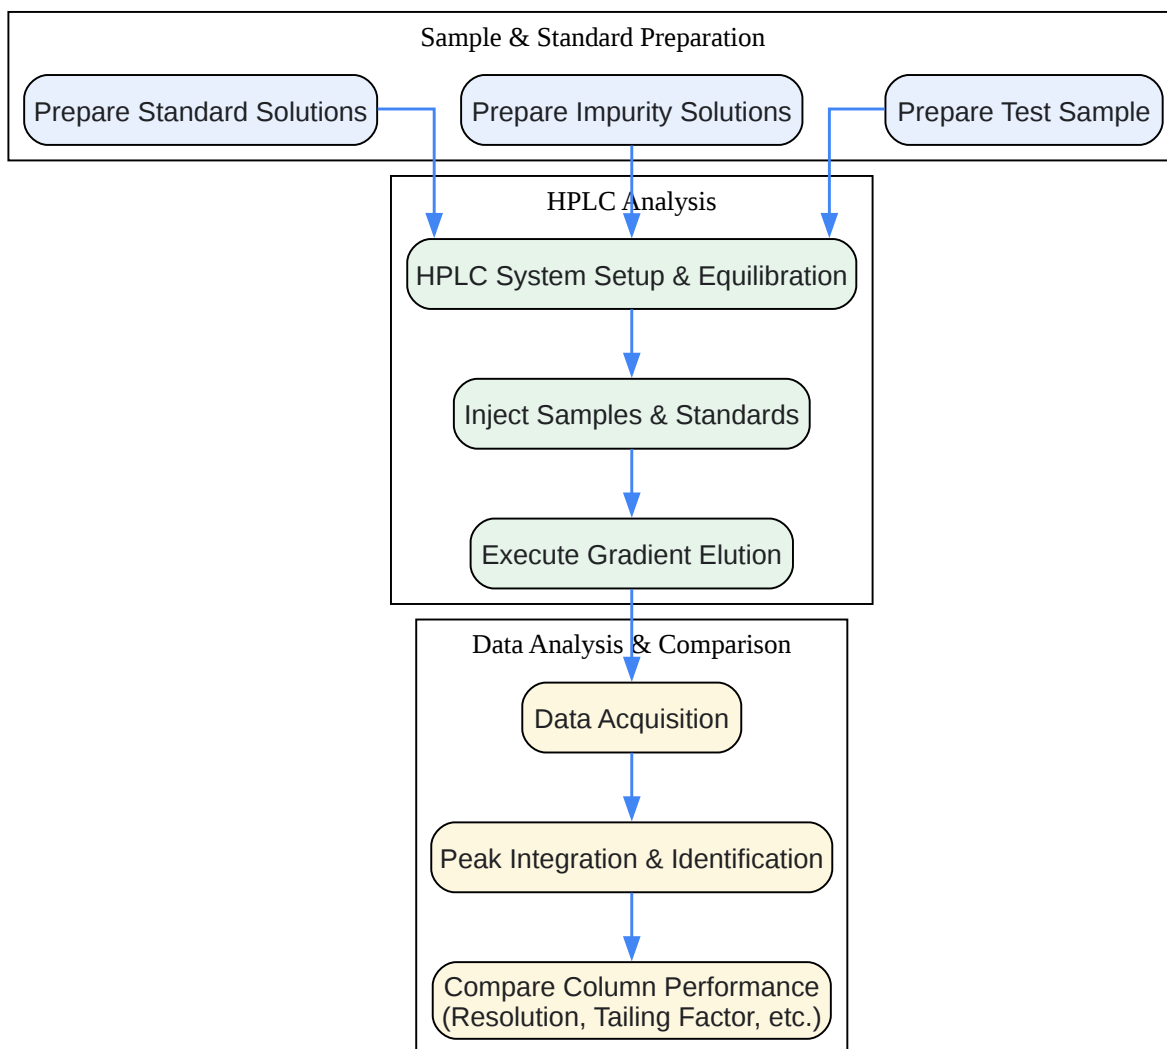 Sample & Standard Preparation
Prepare Standard Solutions
Prepare Impurity Solutions
Prepare Test Sample
HPLC Analysis
HPLC System Setup & Equilibration
Inject Samples & Standards
Execute Gradient Elution
Data Analysis & Comparison
Data Acquisition
Peak Integration & Identification
Compare Column Performance
(Resolution, Tailing Factor, etc.)